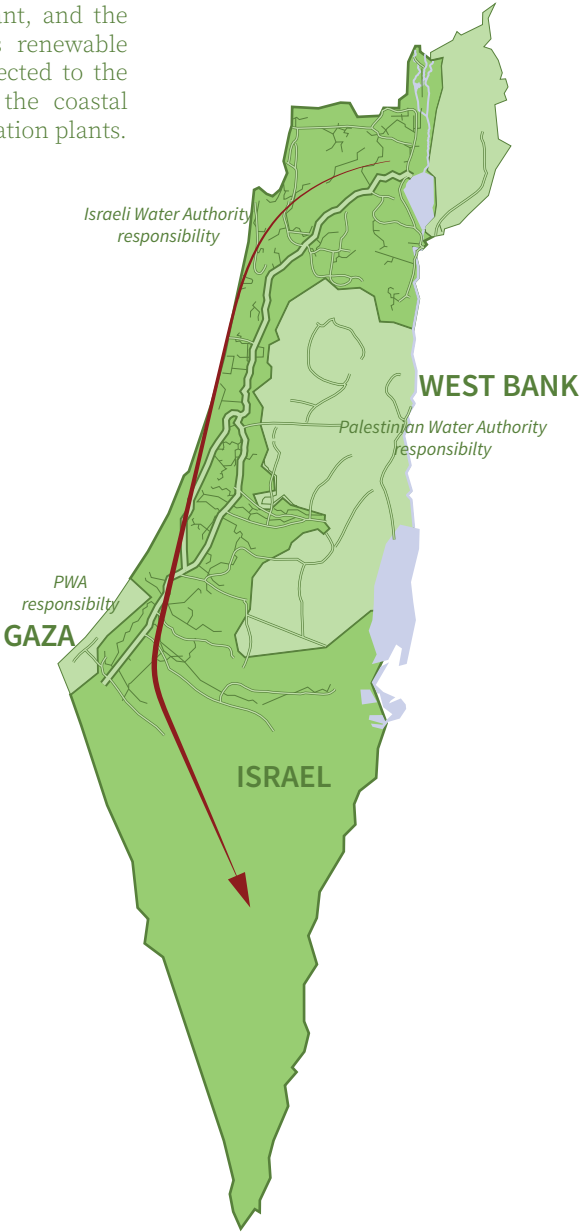 nt, and the
s renewable
ected to the
the coastal
ation plants.
Israeli Water Authority
responsibility
WEST BANK
Palestinian Water Authority
responsibilty
PWA
responsibilty
GAZA
ISRAEL